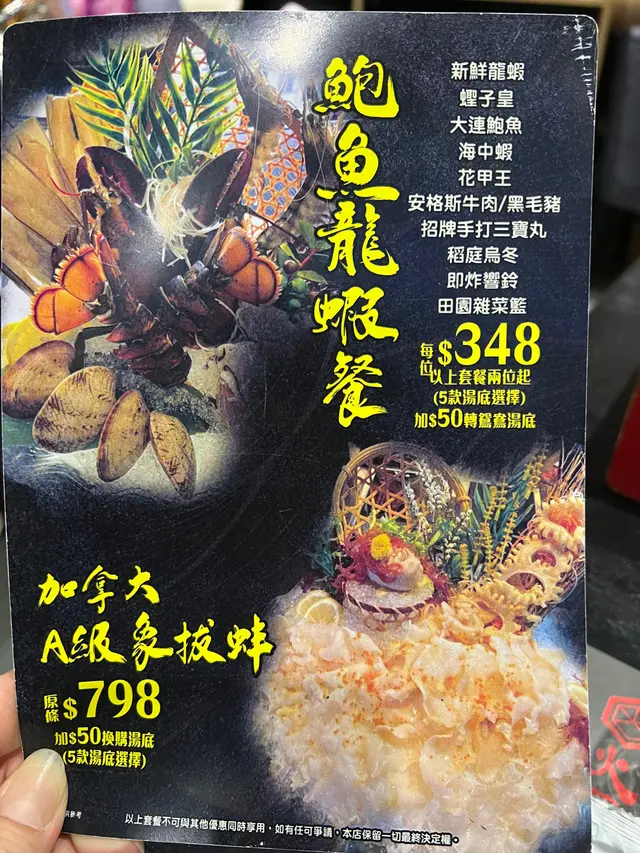 鮑魚龍蝦餐
新鮮龍蝦
蟶子皇
大連鮑魚
海中蝦
花甲王
安格斯牛肉/黑毛豬
招牌手打三寶丸
稻庭烏冬
即炸響鈴
田園雜菜籃
每位$348
以上套餐兩位起
(5款湯底選擇)
加$50轉鴛鴦湯底
加拿大
A級象拔蚌
原條$798
加$50換購湯底
(5款湯底選擇)
以上套餐不可與其他優惠同時享用，如有任可爭議，本店保留一切最終決定權。